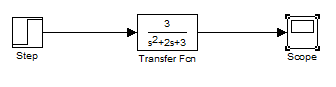 3
s²+2s+3
Step
Transfer Fcn
Scope